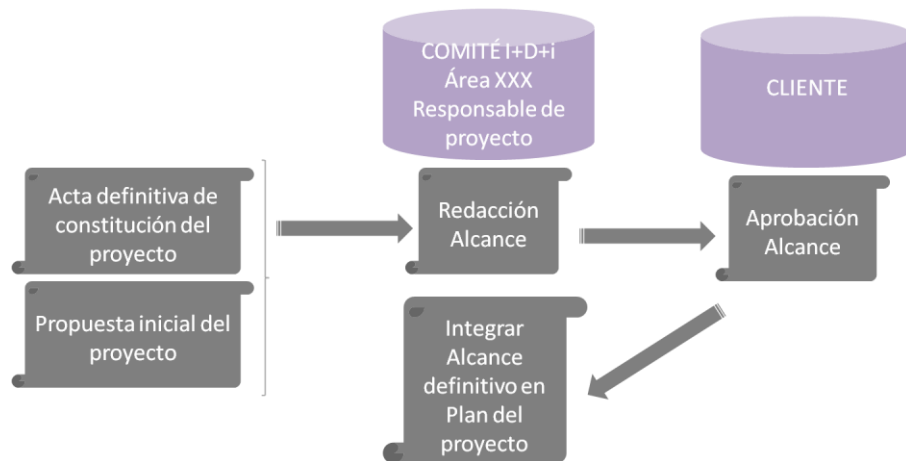 COMITÉ I+D+i
Área XXX
Responsable de
proyecto
CLIENTE
Acta definitiva de
constitución del
proyecto
Redacción
Alcance
Aprobación
Alcance
Propuesta inicial del
proyecto
Integrar
Alcance
definitivo en
Plan del
proyecto